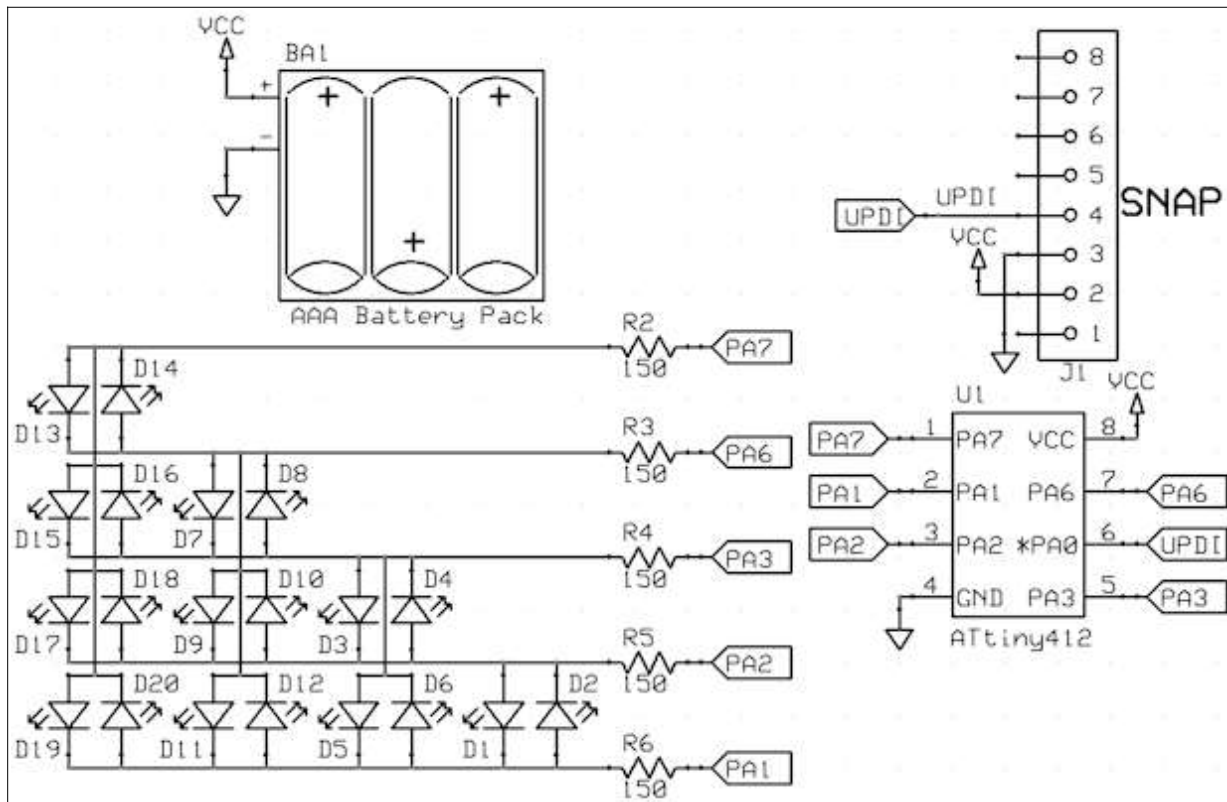 VCC
BA1
+
-
+ +
+
AAA Battery Pack
8
7
6
5
UPDI UPDI 4
SNAP
VCC
3
2
1
J1
R2
150
PA7
D14
D13
R3
150
PA6
D16 D8
D15 D7
R4
150
PA3
D18 D10 D4
D17 D9 D3
R5
150
PA2
D20 D12 D6 D2
D19 D11 D5 D1
R6
150
PA1
U1
VCC
PA7 1 PA7 VCC 8
PA1 2 PA1 PA6 7 PA6
PA2 3 PA2 *PA0 6 UPDI
4 GND PA3 5 PA3
ATtiny412